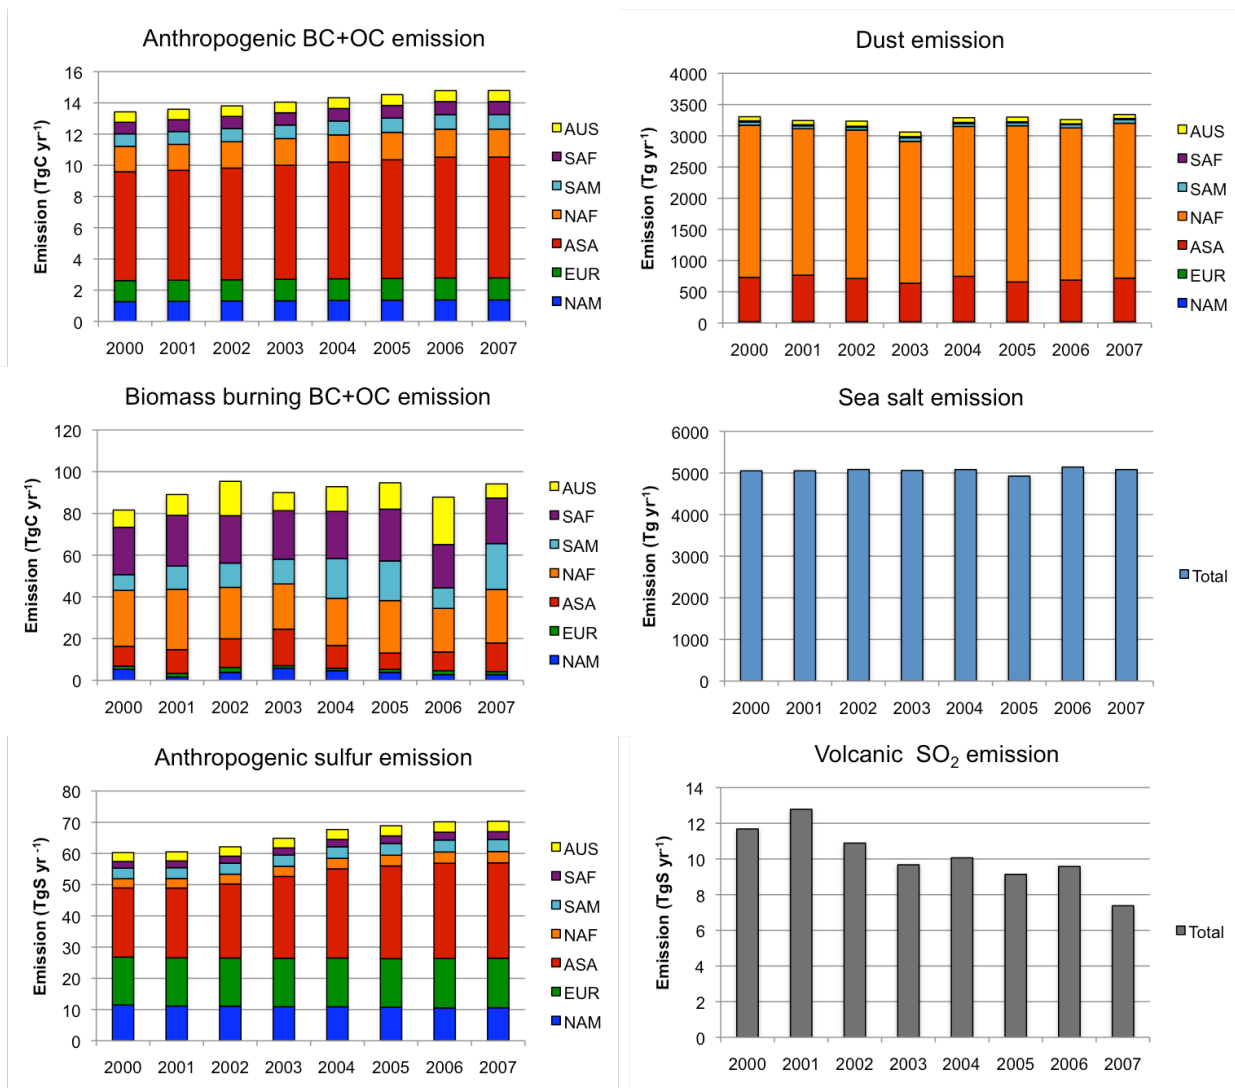 Anthropogenic BC+OC emission
Emission (TgC yr⁻¹)
16
14
12
10
8
6
4
2
0
2000 2001 2002 2003 2004 2005 2006 2007
AUS
SAF
SAM
NAF
ASA
EUR
NAM
Dust emission
Emission (Tg yr⁻¹)
4000
3500
3000
2500
2000
1500
1000
500
0
2000 2001 2002 2003 2004 2005 2006 2007
AUS
SAF
SAM
NAF
ASA
EUR
NAM
Biomass burning BC+OC emission
Emission (TgC yr⁻¹)
120
100
80
60
40
20
0
2000 2001 2002 2003 2004 2005 2006 2007
AUS
SAF
SAM
NAF
ASA
EUR
NAM
Sea salt emission
Emission (Tg yr⁻¹)
6000
5000
4000
3000
2000
1000
0
2000 2001 2002 2003 2004 2005 2006 2007
Total
Anthropogenic sulfur emission
Emission (TgS yr⁻¹)
80
70
60
50
40
30
20
10
0
2000 2001 2002 2003 2004 2005 2006 2007
AUS
SAF
SAM
NAF
ASA
EUR
NAM
Volcanic SO₂ emission
Emission (TgS yr⁻¹)
14
12
10
8
6
4
2
0
2000 2001 2002 2003 2004 2005 2006 2007
Total